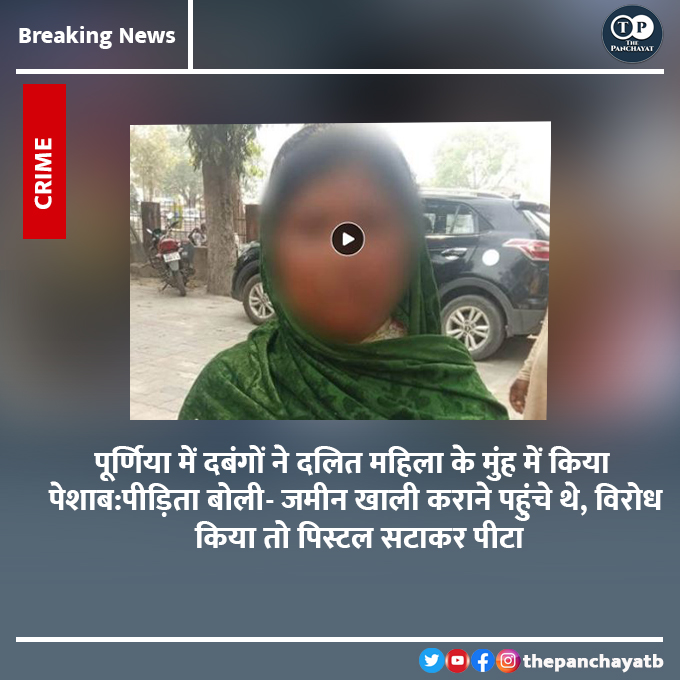 Breaking News
TP
THE
PANCHAYAT
CRIME
पूर्णिया में दबंगों ने दलित महिला के मुंह में किया
पेशाब:पीड़िता बोली- जमीन खाली कराने पहुंचे थे, विरोध
किया तो पिस्टल सटाकर पीटा
thepanchayatb